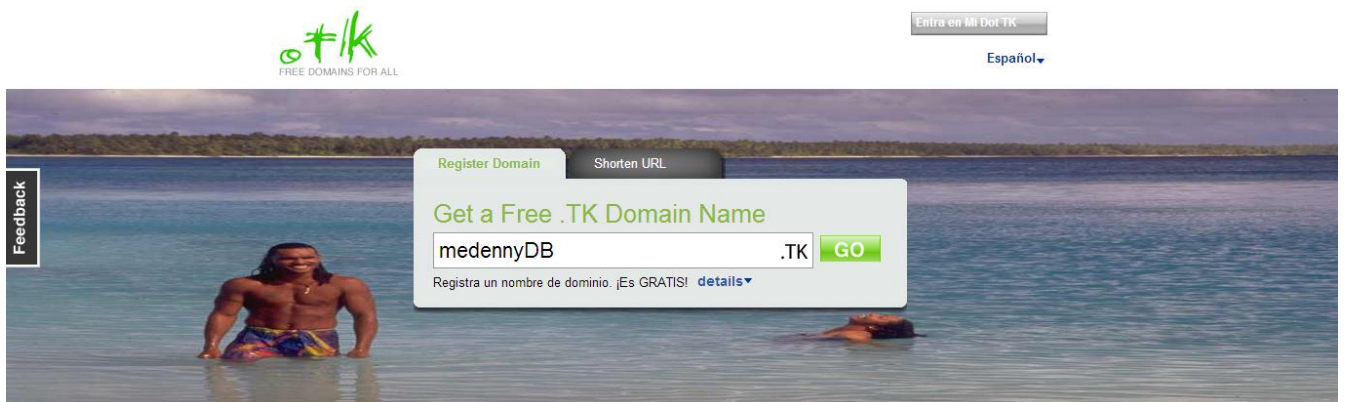 .TK
FREE DOMAINS FOR ALL
Entra en Mi Dot TK
Español
Feedback
Register Domain
Shorten URL
Get a Free .TK Domain Name
medennyDB .TK GO
Registra un nombre de dominio. ¡Es GRATIS! details